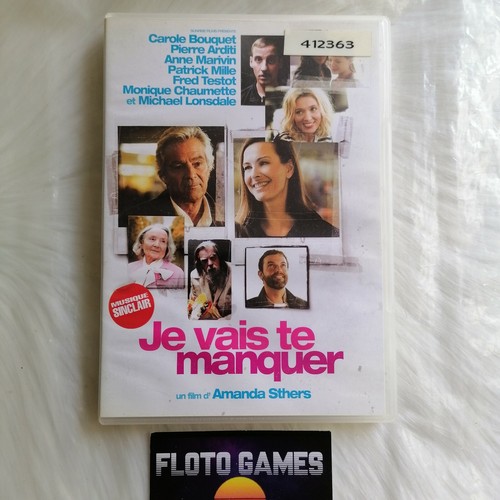 Carole Bouquet
Pierre Arditi
Anne Marivin
Patrick Mille
Fred Testot
Monique Chaumette
et Michael Lonsdale
412363
MUSIQUE
SINCLAIR
Je vais te
manquer
un film d'Amanda Sthers
FLOTO GAMES